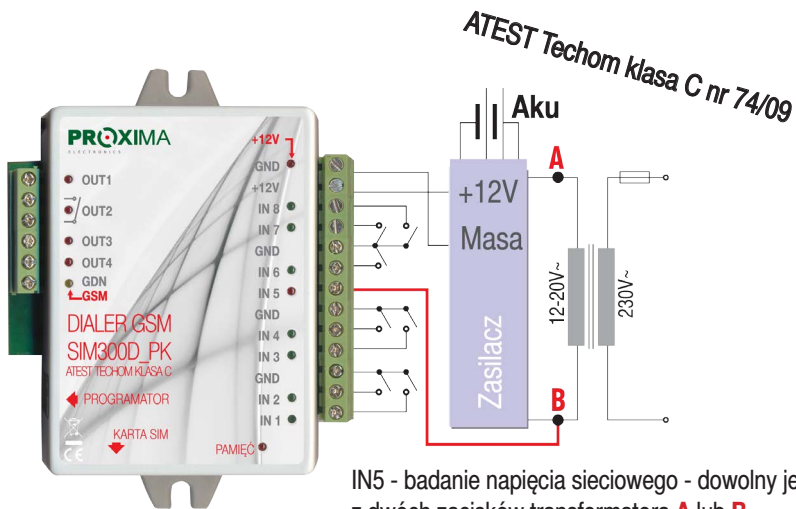 ATEST Techom klasa C nr 74/09
PROXIMA
ELECTRONICS
+12V
GND
+12V
IN 8
IN 7
GND
IN 6
IN 5
GND
IN 4
IN 3
GND
IN 2
IN 1
OUT1
OUT2
OUT3
OUT4
GDN
GSM
DIALER GSM
SIM300D_PK
ATEST TECHOM KLASA C
PROGRAMATOR
KARTA SIM
PAMIĘĆ
Aku
+12V
Masa
Zasilacz
A
B
12-20V~
230V~
IN5 - badanie napięcia sieciowego - dowolny je
z dwóch zacisków transformatora A lub B